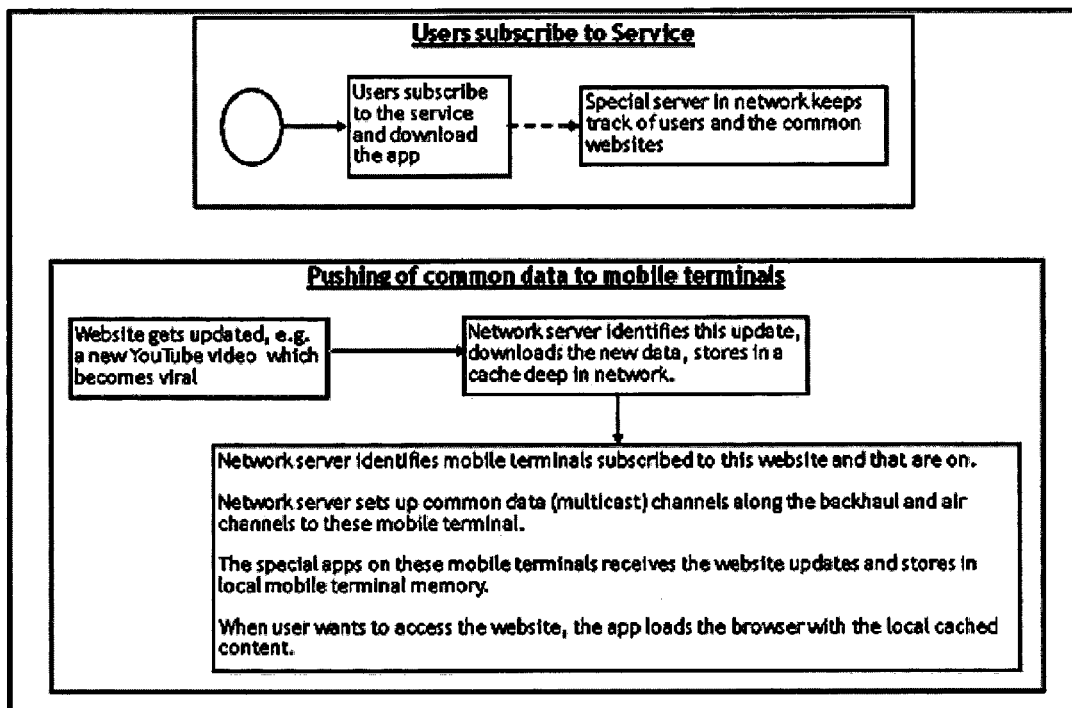 Users subscribe to Service
Users subscribe
to the service
and download
the app
Special server in network keeps
track of users and the common
websites
Pushing of common data to mobile terminals
Website gets updated, e.g.
a new YouTube video which
becomes viral
Network server identifies this update,
downloads the new data, stores in a
cache deep in network.
Network server identifies mobile terminals subscribed to this website and that are on.
Network server sets up common data (multicast) channels along the backhaul and air
channels to these mobile terminal.
The special apps on these mobile terminals receives the website updates and stores in
local mobile terminal memory.
When user wants to access the website, the app loads the browser with the local cached
content.